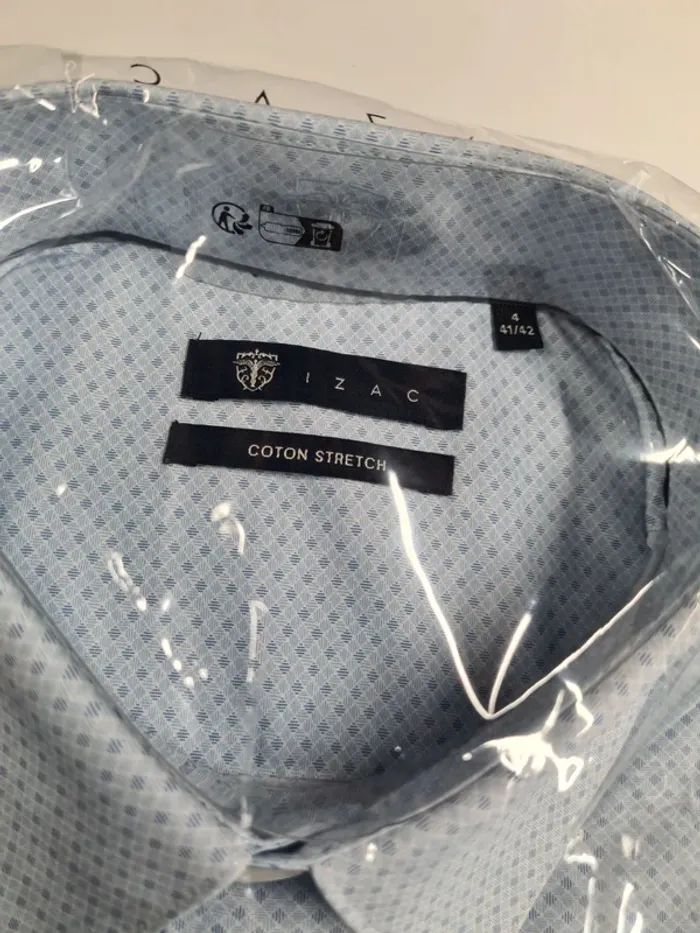 4
41/42
IZAC
COTON STRETCH